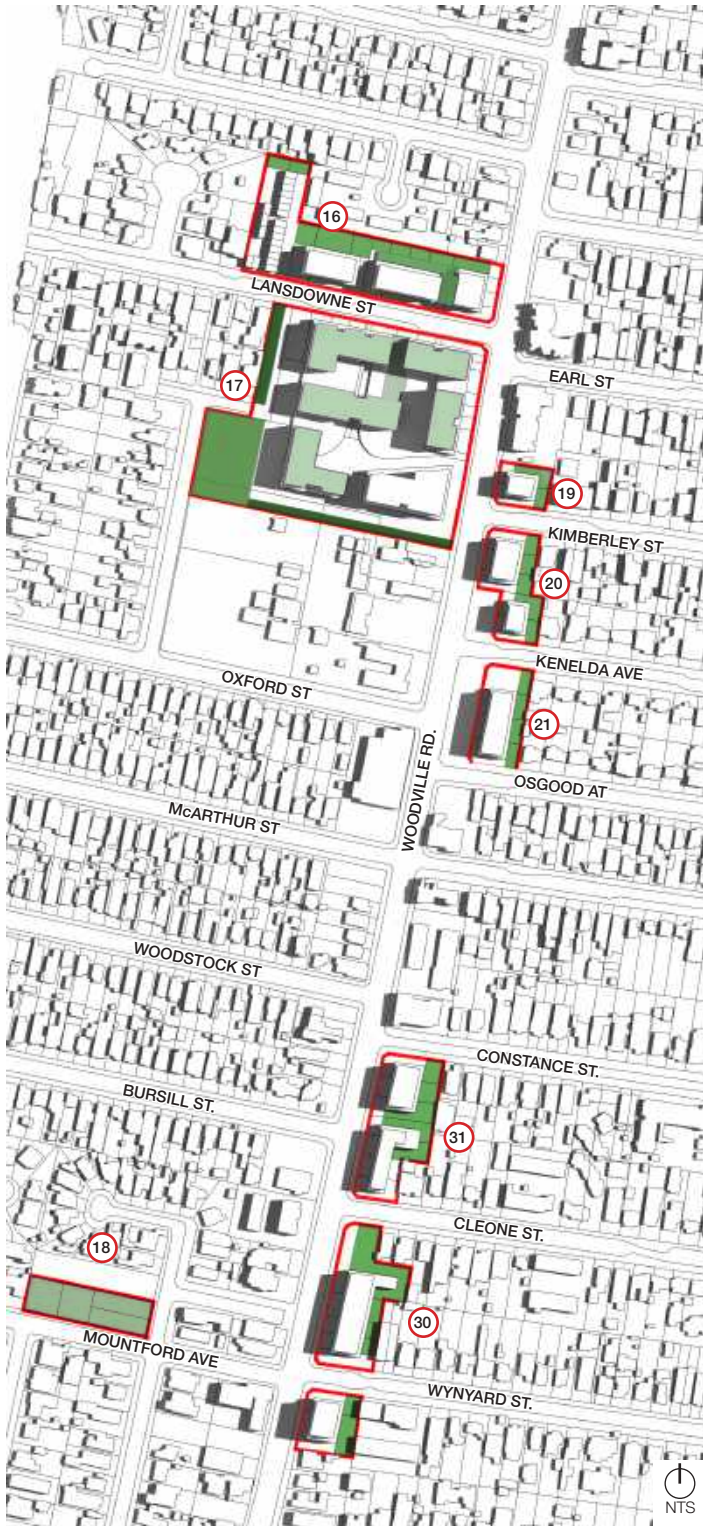 16
LANSDOWNE ST
EARL ST
17
19
KIMBERLEY ST
20
KENELDA AVE
OXFORD ST
21
WOODVILLE RD.
OSGOOD AT
McARTHUR ST
WOODSTOCK ST
CONSTANCE ST.
BURSILL ST.
31
CLEONE ST.
18
30
MOUNTFORD AVE
WYNYARD ST.
NTS